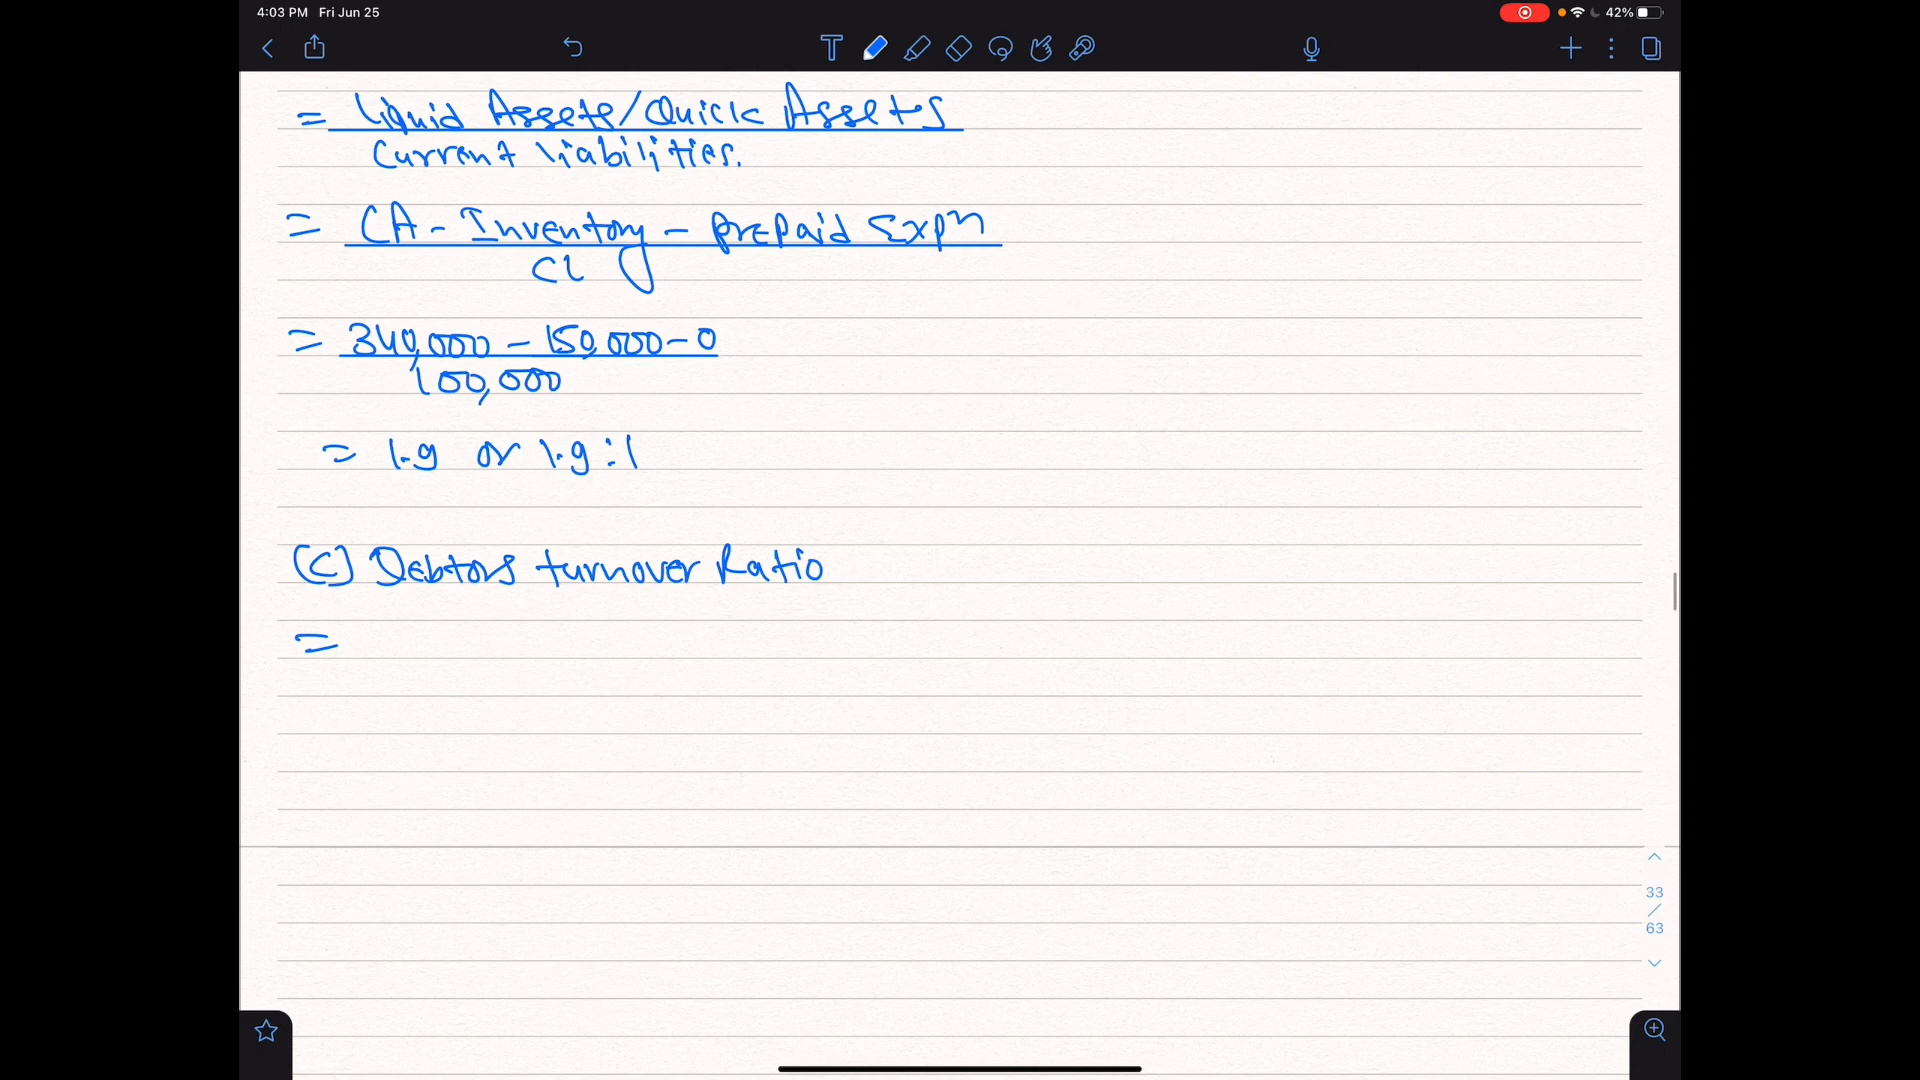 4:03 PM Fri Jun 25
42%
= Liquid Assets/Quick Assets
Current liabilities.
= CA - Inventory - prepaid Expn
CL
= 340,000 - 150,000 - 0
100,000
= 1.9 or 1.9:1
(C) Debtors turnover Ratio
=
33
/
63